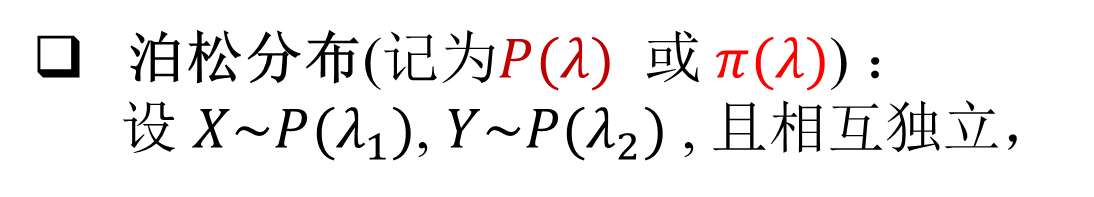 ❑ 泊松分布(记为P(λ) 或 π(λ))：
设 X~P(λ₁), Y~P(λ₂) , 且相互独立，